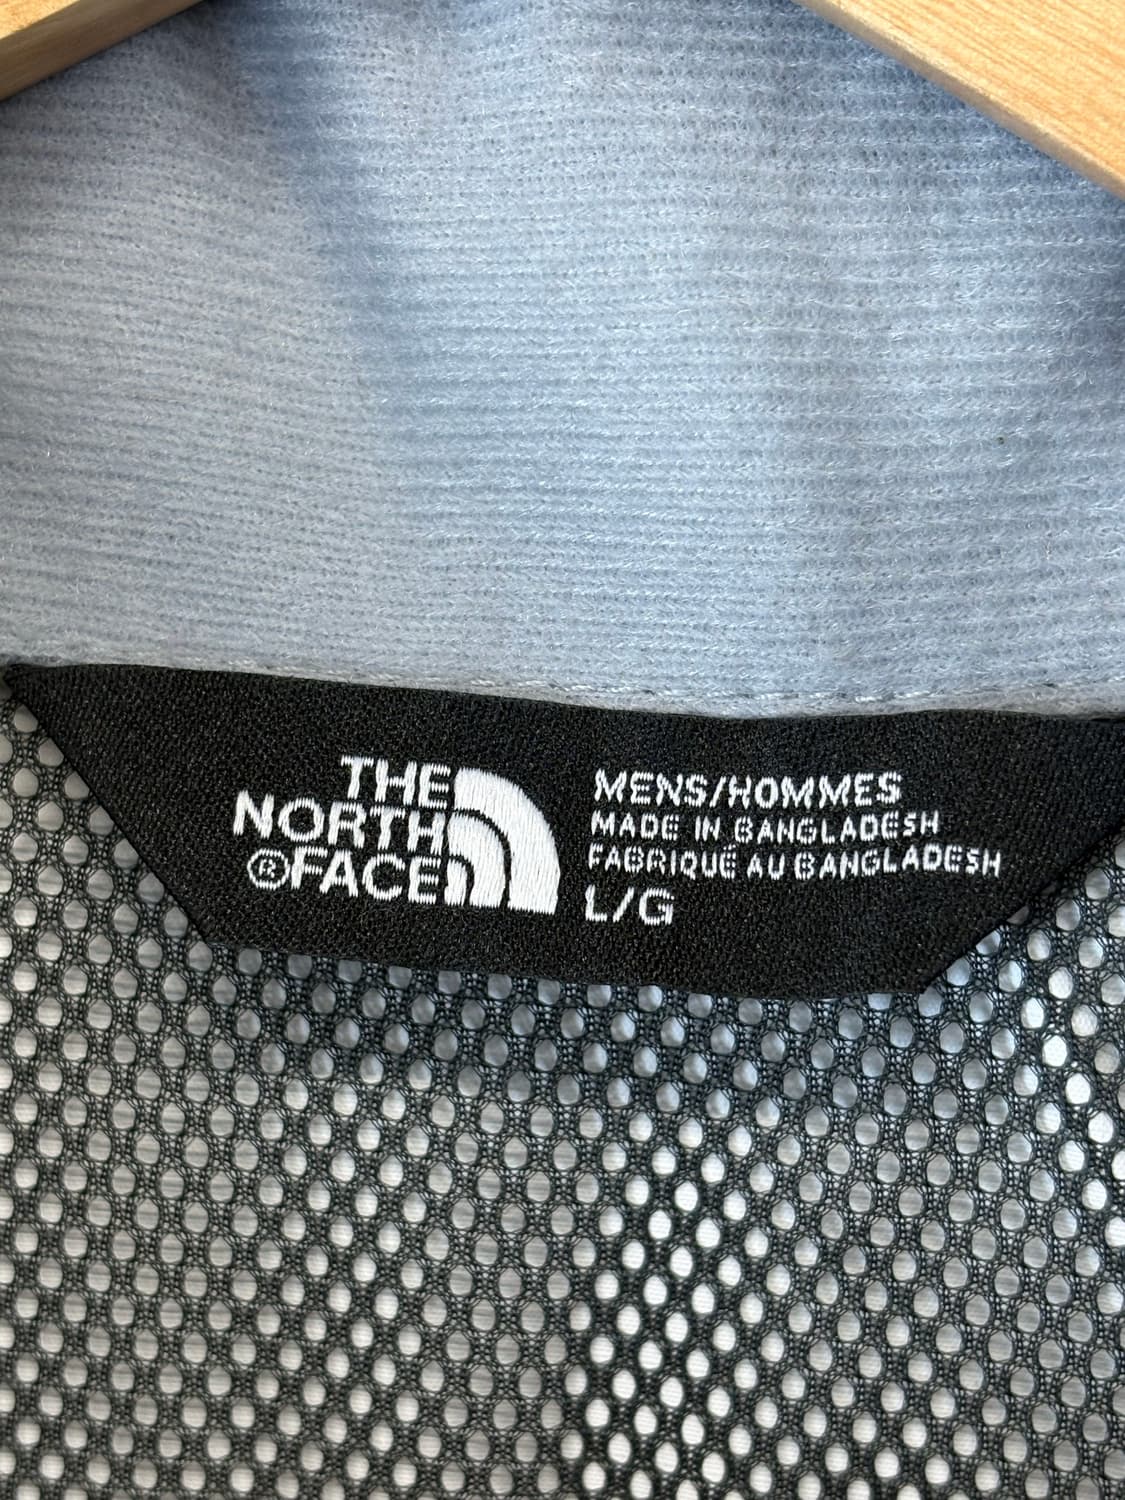 THE
NORTH
®FACE
MENS/HOMMES
MADE IN BANGLADESH
FABRIQUÉ AU BANGLADESH
L/G